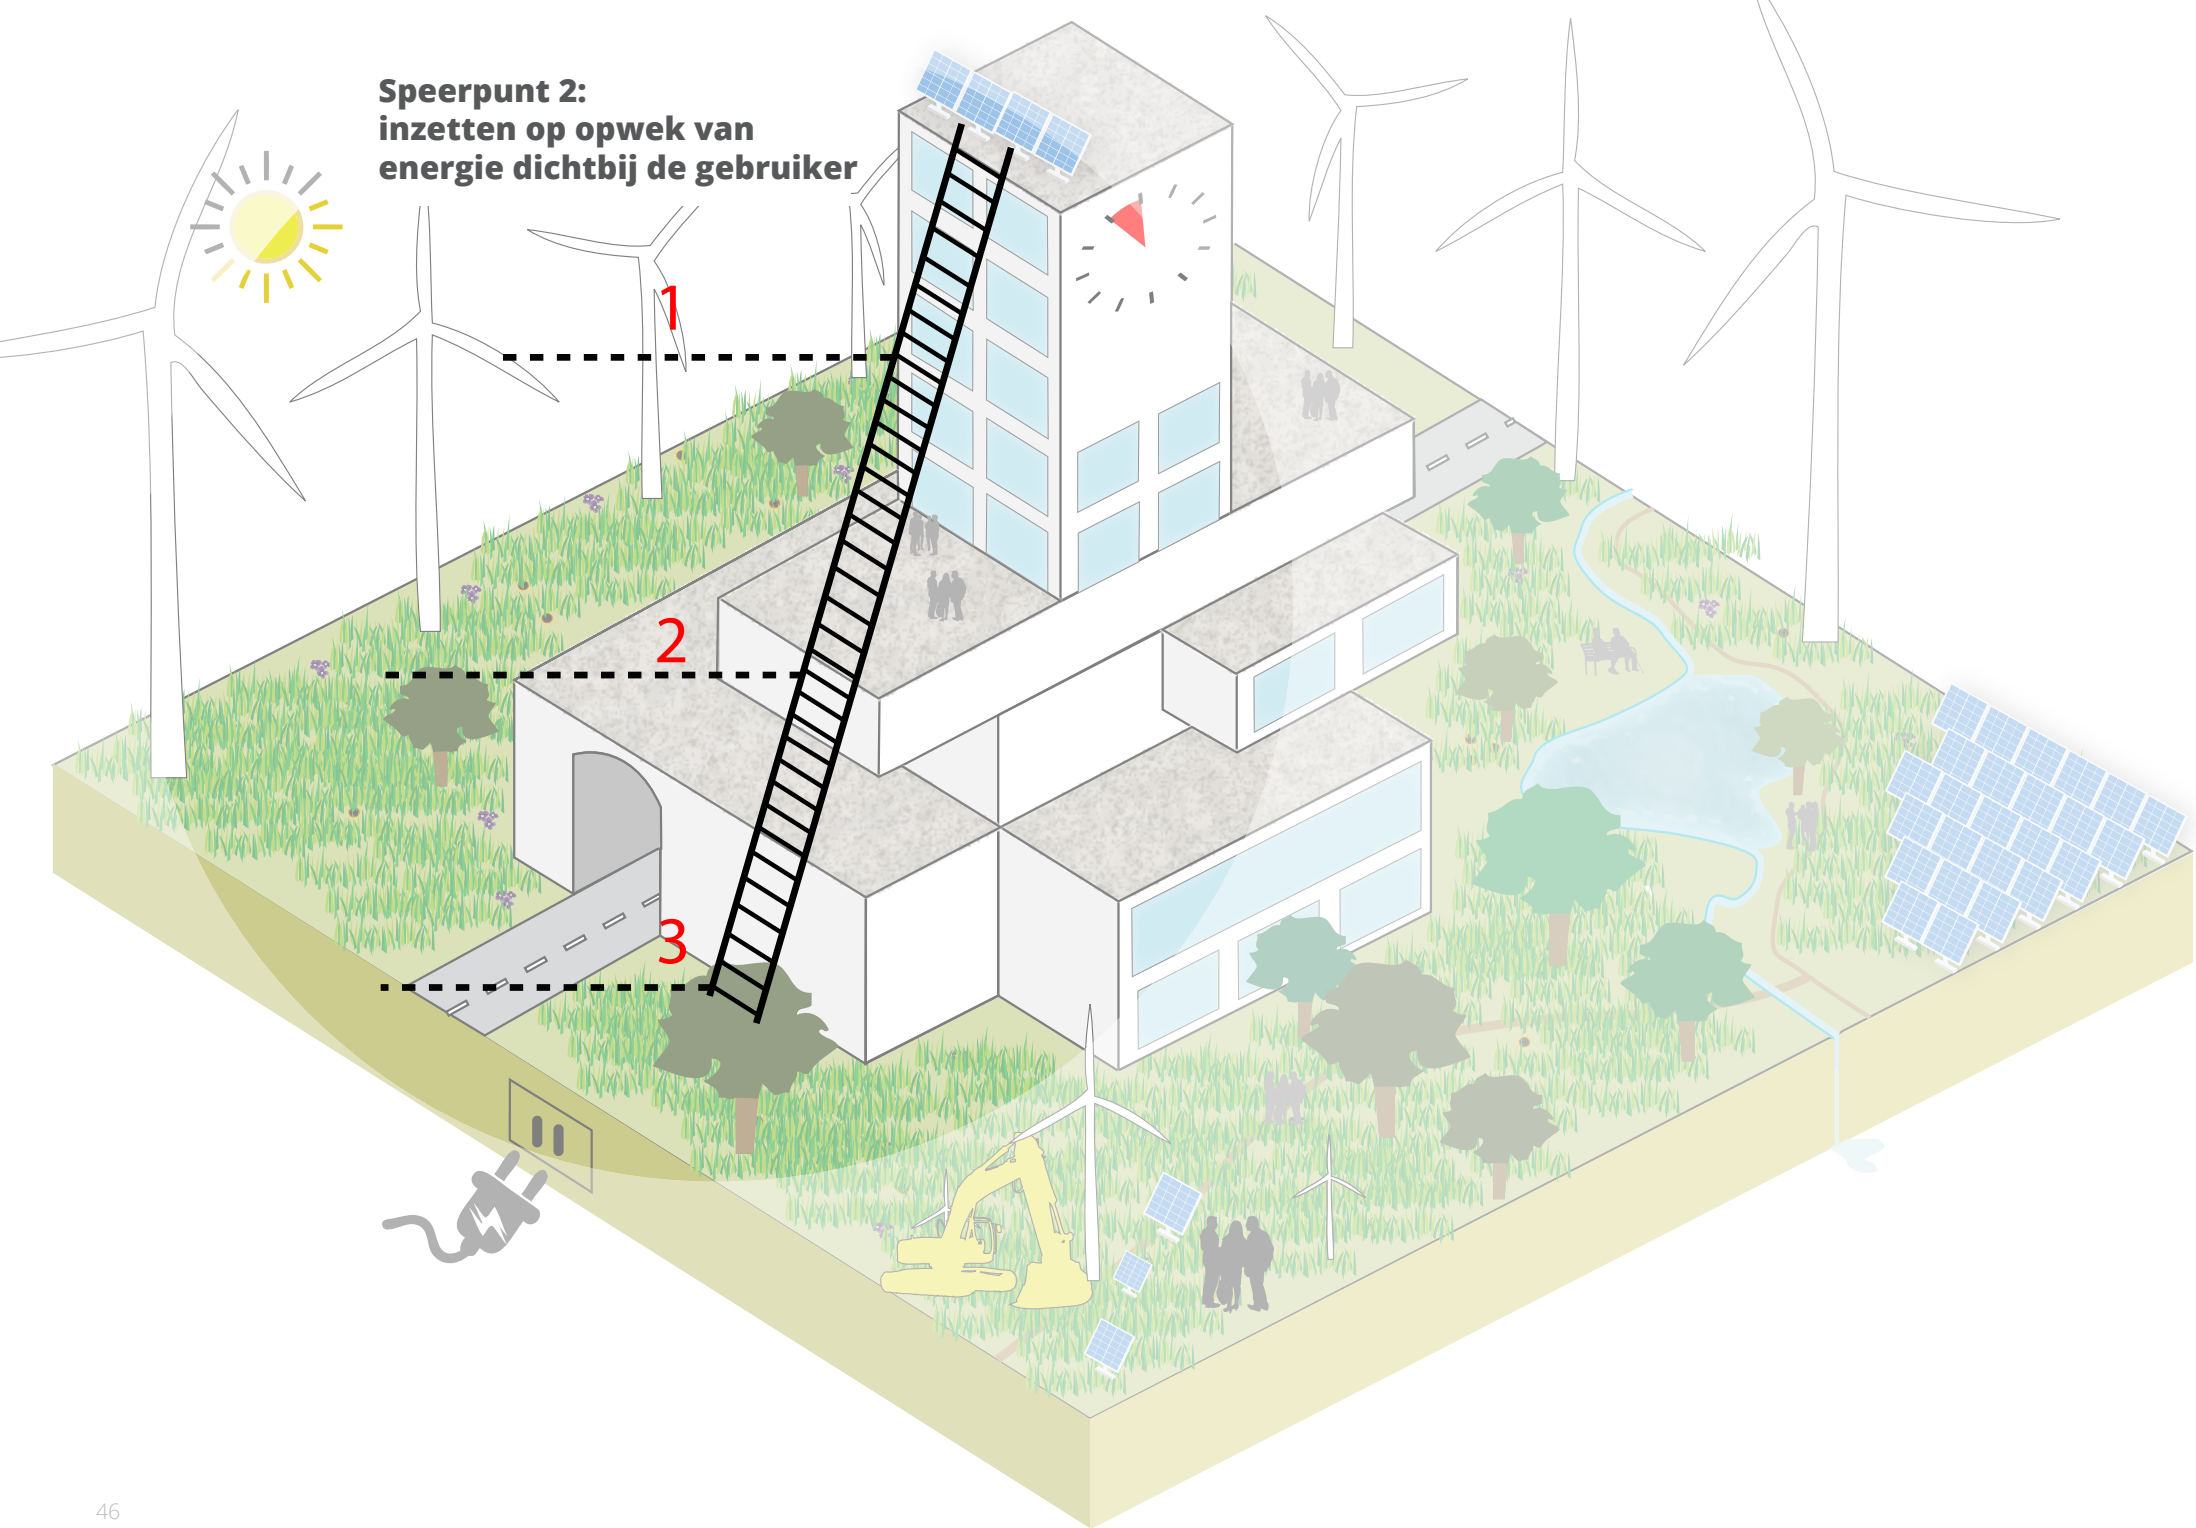 Speerpunt 2:
inzetten op opwek van
energie dichtbij de gebruiker
1
2
3
46